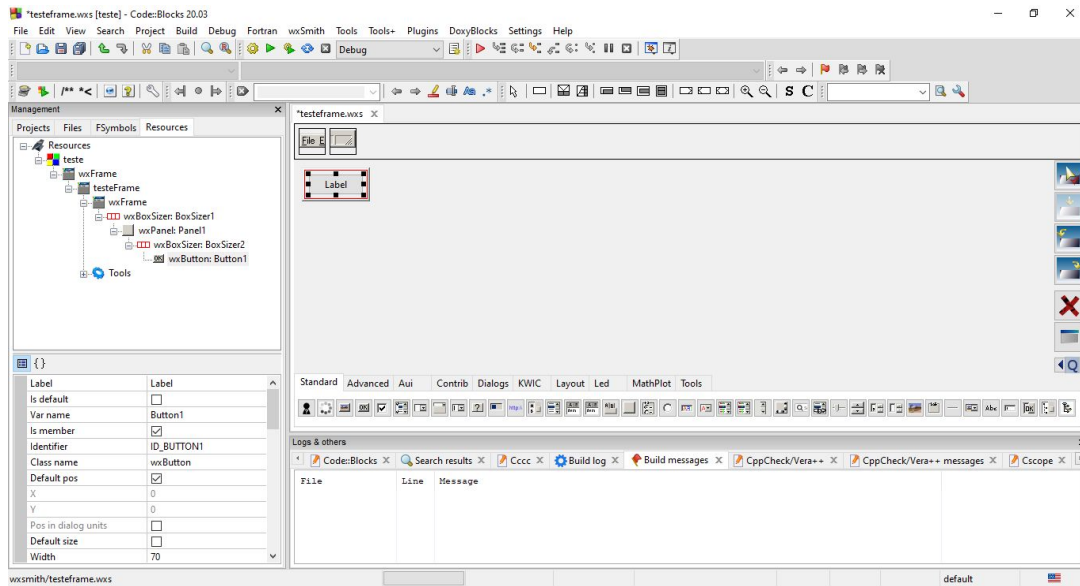 *testeframe.wxs [teste] - Code::Blocks 20.03
File Edit View Search Project Build Debug Fortran wxSmith Tools Tools+ Plugins DoxyBlocks Settings Help
Debug
/** *<
S C
Management
*testeframe.wxs
Projects Files FSymbols Resources
File E
Resources
teste
wxFrame
testeFrame
wxFrame
wxBoxSizer: BoxSizer1
wxPanel: Panel1
wxBoxSizer: BoxSizer2
wxButton: Button1
Tools
Label
Q
{}
Label Label
Is default
Var name Button1
Is member
Identifier ID_BUTTON1
Class name wxButton
Default pos
X 0
Y 0
Pos in dialog units
Default size
Width 70
Standard Advanced Aui Contrib Dialogs KWIC Layout Led MathPlot Tools
Logs & others
Code::Blocks Search results Cccc Build log Build messages CppCheck/Vera++ CppCheck/Vera++ messages Cscope
File Line Message
wxsmith/testeframe.wxs
default